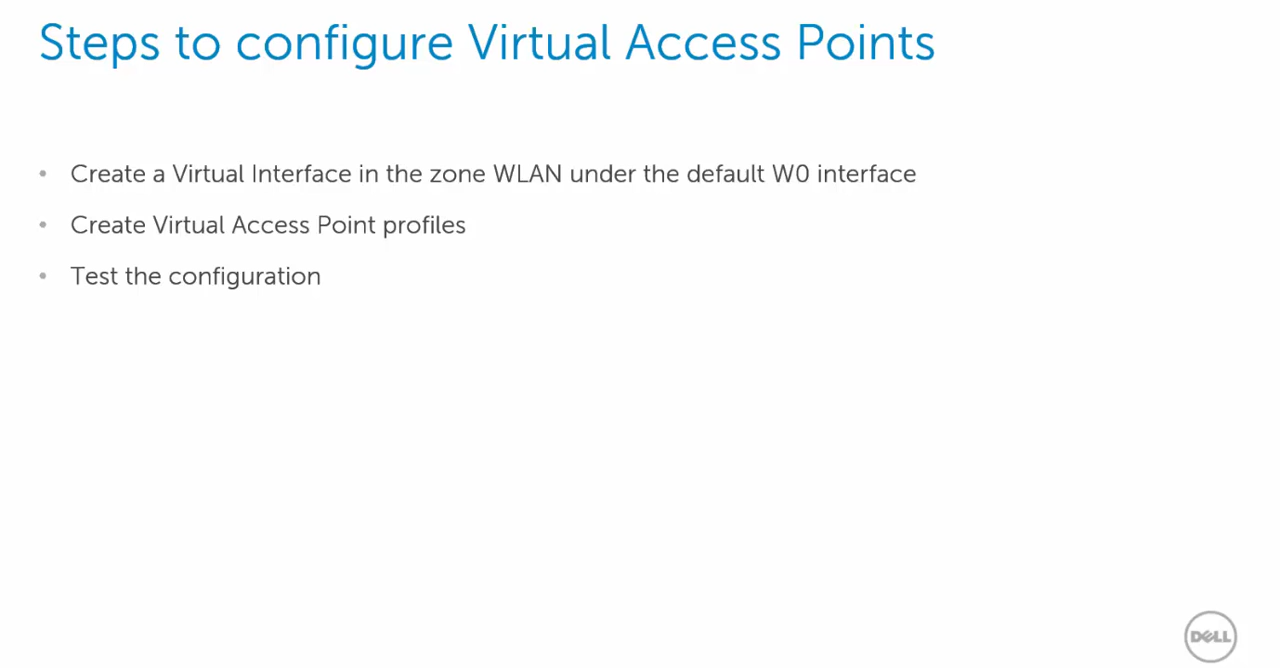 Steps to configure Virtual Access Points
• Create a Virtual Interface in the zone WLAN under the default W0 interface
• Create Virtual Access Point profiles
• Test the configuration
DELL